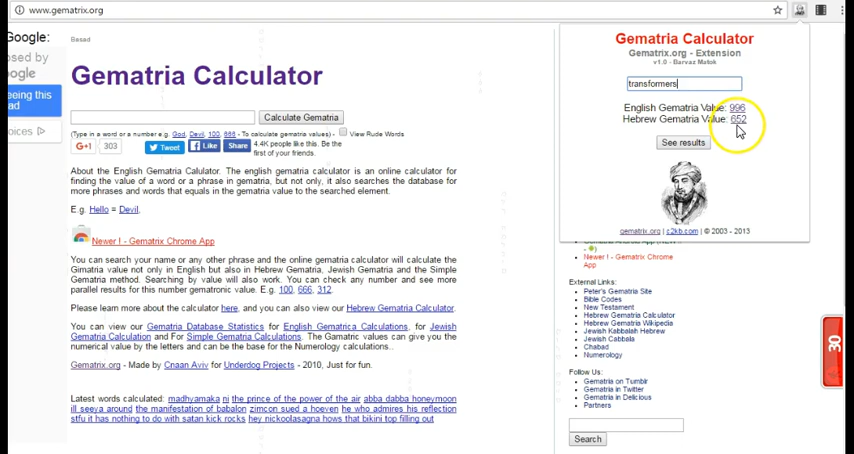 www.gematrix.org
Google:
osed by
oogle
eeing this
ad
oices
Basad
Gematria Calculator
Calculate Gematria
(Type in a word or a number e.g. God, Devil, 100, 666 - To calculate gematria values) - View Rude Words
G+1 303 Tweet Like Share 4.4K people like this. Be the
first of your friends.
About the English Gematria Calulator. The english gematria calculator is an online calculator for
finding the value of a word or a phrase in gematria, but not only, it also searches the database for
more phrases and words that equals in the gematria value to the searched element.
E.g. Hello = Devil.
Newer ! - Gematrix Chrome App
You can search your name or any other phrase and the online gematria calculator will calculate the
Gimatria value not only in English but also in Hebrew Gematria, Jewish Gematria and the Simple
Gematria method. Searching by value will also work. You can check any number and see more
parallel results for this number gematronic value. E.g. 100, 666, 312.
Please learn more about the calculator here, and you can also view our Hebrew Gematria Calculator.
You can view our Gematria Database Statistics for English Gematrica Calculations, for Jewish
Gematria Calculation and For Simple Gematria Calculations. The Gamatric values can give you the
numerical value by the letters and can be the base for the Numerology calculations..
Gematrix.org - Made by Cnaan Aviv for Underdog Projects - 2010, Just for fun.
Latest words calculated: madhyamaka ni the prince of the power of the air abba dabba honeymoon
ill seeya around the manifestation of babalon zimcon sued a hoeven he who admires his reflection
stfu it has nothing to do with satan kick rocks hey nickoolasagna hows that bikini top filling out
Gematria Calculator
Gematrix.org - Extension
v1.0 - Barvaz Matok
transformers
English Gematria Value: 996
Hebrew Gematria Value: 652
See results
gematrix.org | c2kb.com | © 2003 - 2013
Newer ! - Gematrix Chrome
App
External Links:
Peter's Gematria Site
Bible Codes
New Testament
Hebrew Gematria Calculator
Hebrew Gematria Wikipedia
Jewish Kabbalah Hebrew
Jewish Cabbala
Chabad
Numerology
Follow Us:
Gematria on Tumblr
Gematria in Twitter
Gematria in Delicious
Partners
Search
30